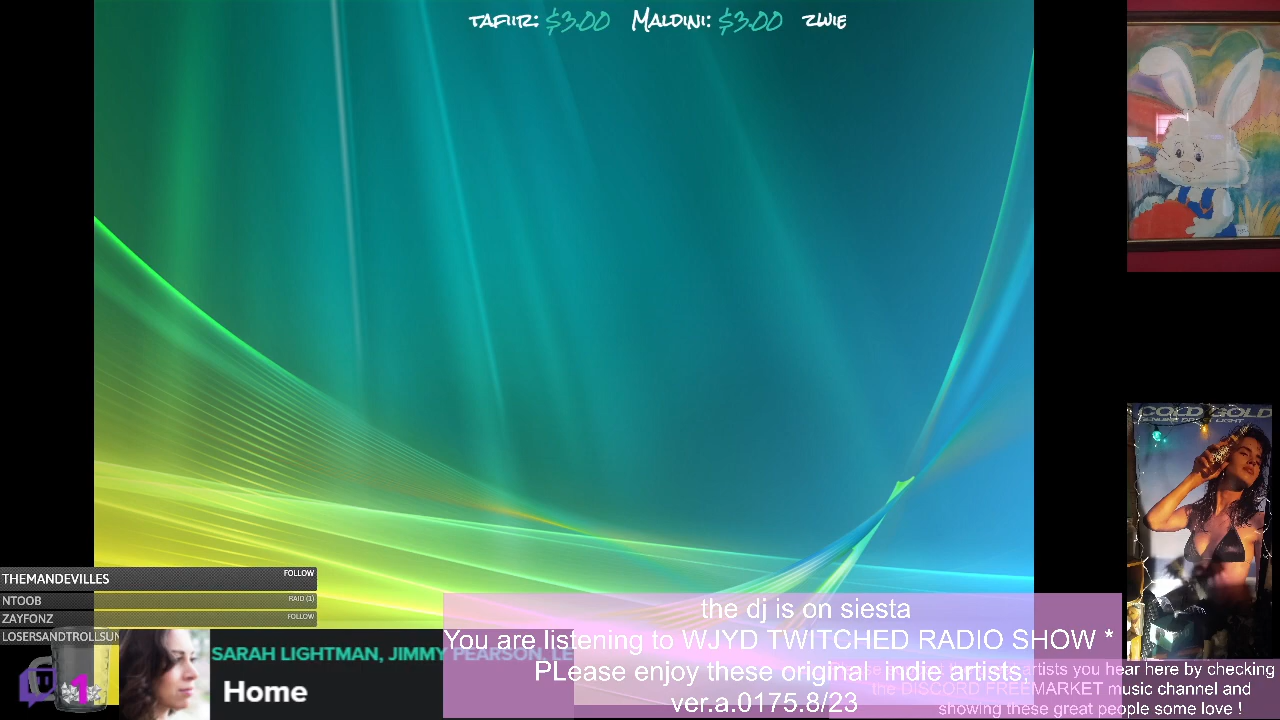 TAFIIR: $3.00 MALDINI: $3.00 ZWIE
COLD GOLD
THEMANDEVILLES FOLLOW
NTOOB RAID (1)
ZAYFONZ FOLLOW
LOSERSANDTROLLSUN
1
SARAH LIGHTMAN, JIMMY PEARSON, LE
Home
the dj is on siesta
You are listening to WJYD TWITCHED RADIO SHOW *
PLease enjoy these original indie artists,
ver.a.0175.8/23
artists you hear here by checking
the DISCORD FREEMARKET music channel and
showing these great people some love !